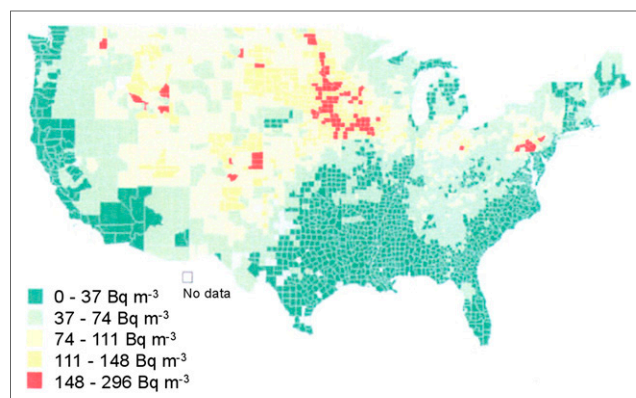 No data
0 - 37 Bq m⁻³
37 - 74 Bq m⁻³
74 - 111 Bq m⁻³
111 - 148 Bq m⁻³
148 - 296 Bq m⁻³